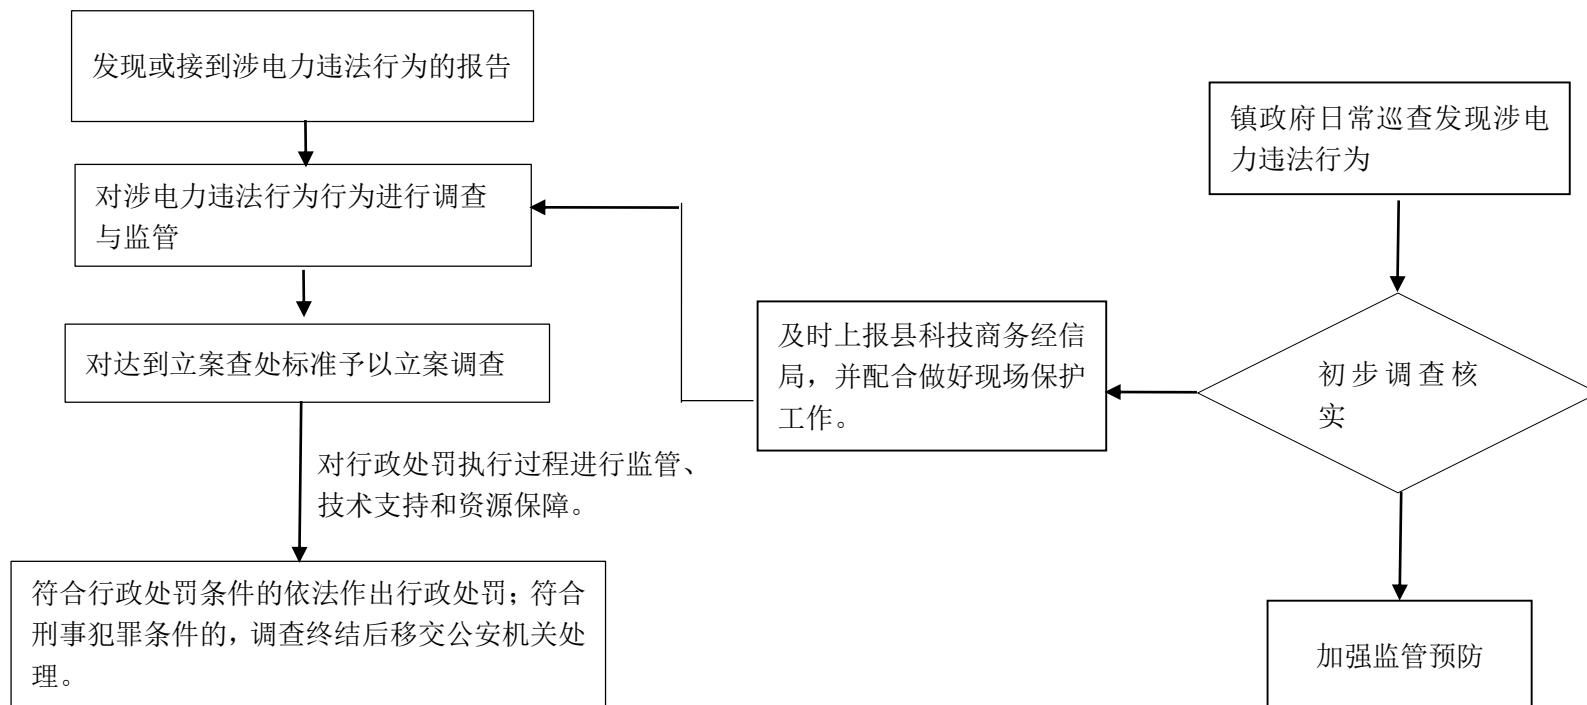 发现或接到涉电力违法行为的报告
镇政府日常巡查发现涉电
力违法行为
对涉电力违法行为行为进行调查
与监管
及时上报县科技商务经信
局，并配合做好现场保护
工作。
对达到立案查处标准予以立案调查
初步调查核
实
对行政处罚执行过程进行监管、
技术支持和资源保障。
符合行政处罚条件的依法作出行政处罚；符合
刑事犯罪条件的，调查终结后移交公安机关处
理。
加强监管预防